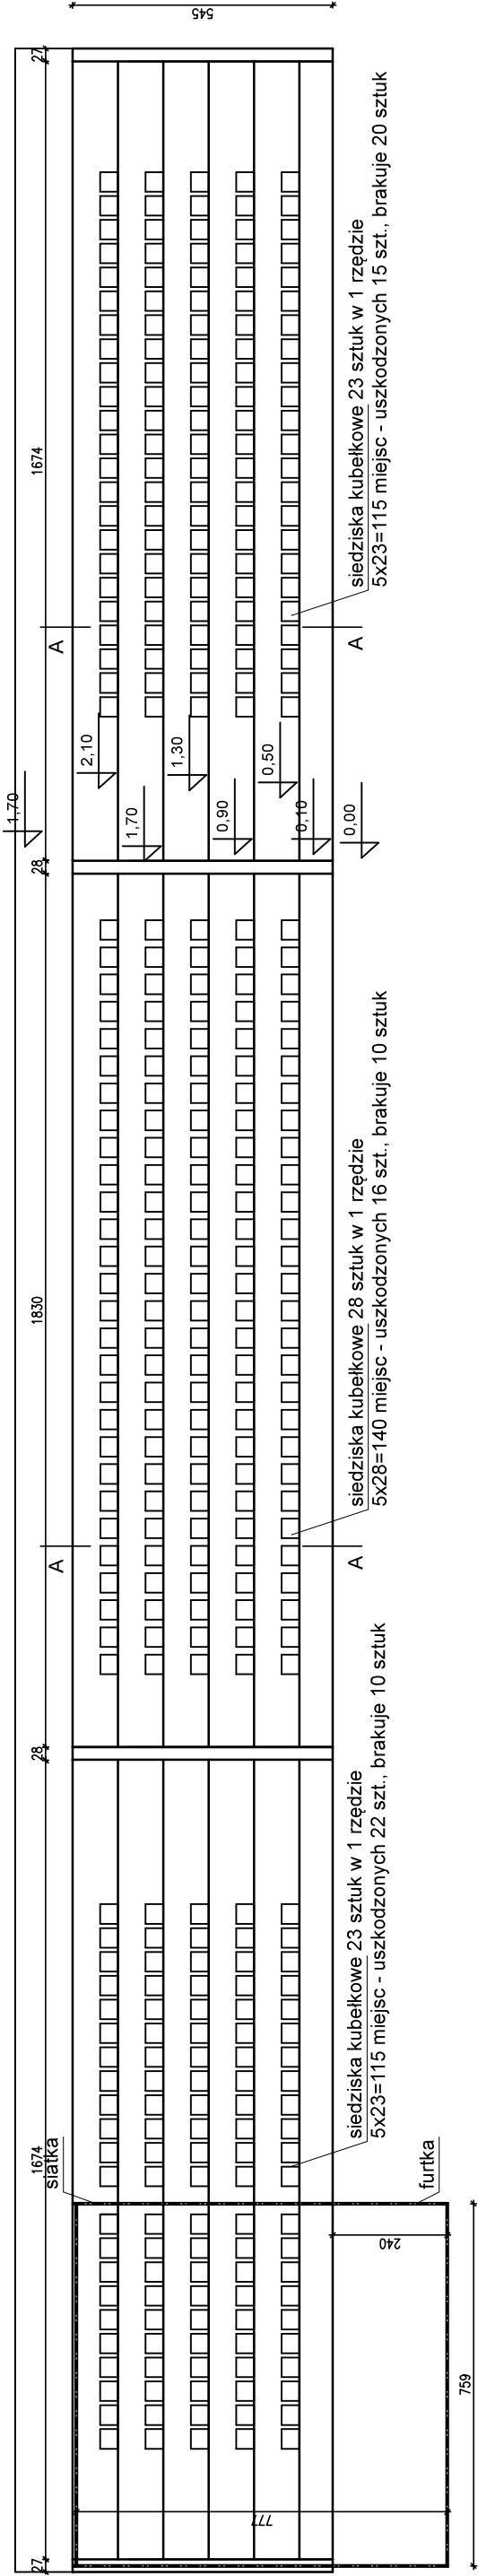 545
27
1674
28
1830
28
1674
27
siatka
furtka
240
759
777
A
A
A
A
1,70
2,10
1,70
1,30
0,90
0,50
0,10
0,00
siedziska kubełkowe 23 sztuk w 1 rzędzie
5x23=115 miejsc - uszkodzonych 22 szt., brakuje 10 sztuk
siedziska kubełkowe 28 sztuk w 1 rzędzie
5x28=140 miejsc - uszkodzonych 16 szt., brakuje 10 sztuk
siedziska kubełkowe 23 sztuk w 1 rzędzie
5x23=115 miejsc - uszkodzonych 15 szt., brakuje 20 sztuk